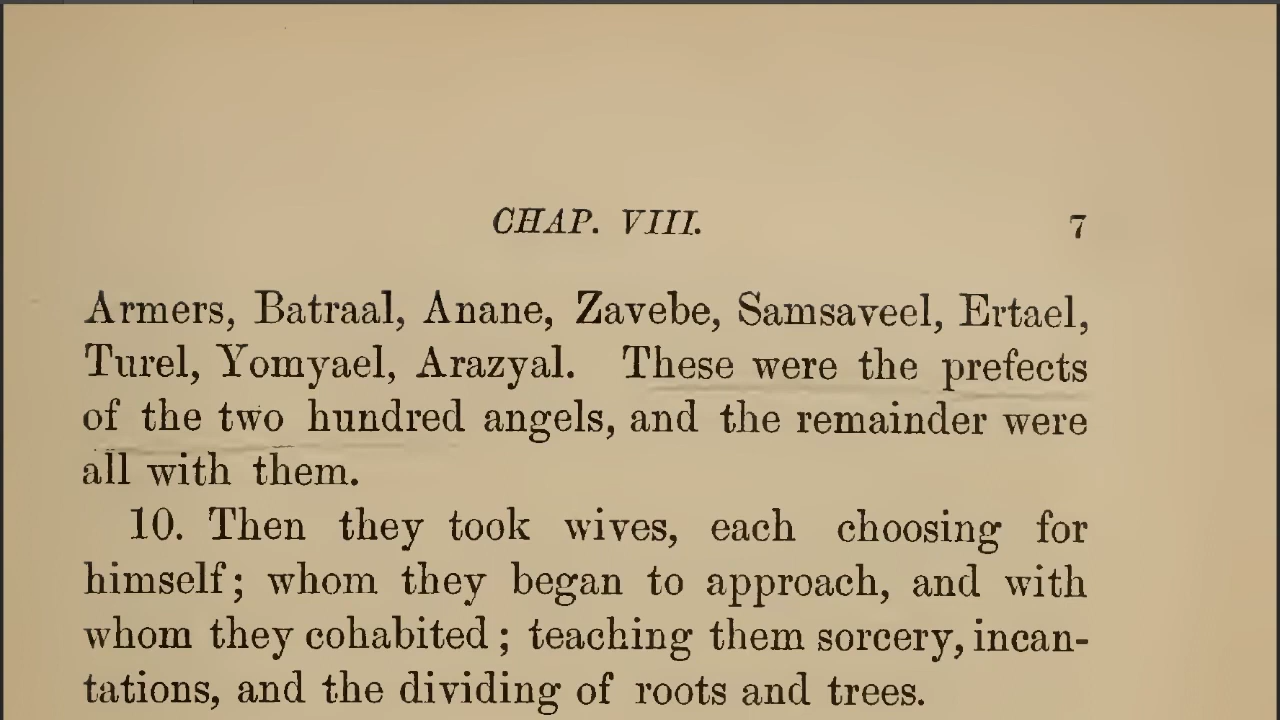 CHAP. VIII. 7
Armers, Batraal, Anane, Zavebe, Samsaveel, Ertael,
Turel, Yomyael, Arazyal. These were the prefects
of the two hundred angels, and the remainder were
all with them.
10. Then they took wives, each choosing for
himself; whom they began to approach, and with
whom they cohabited; teaching them sorcery, incan-
tations, and the dividing of roots and trees.